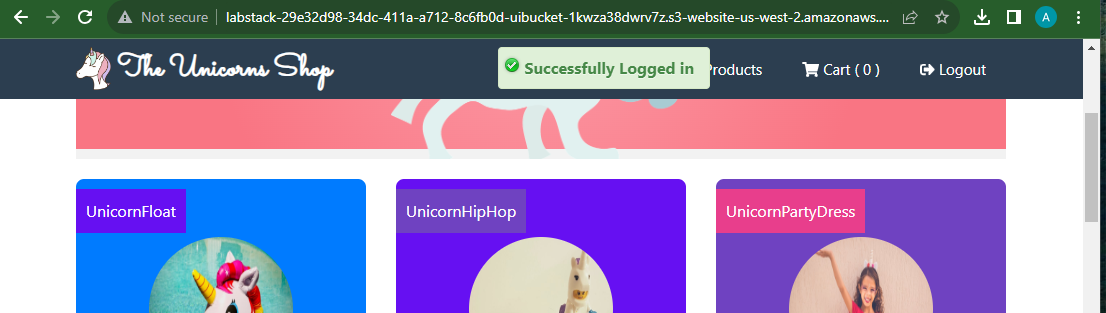 Not secure
labstack-29e32d98-34dc-411a-a712-8c6fb0d-uibucket-1kwza38dwrv7z.s3-website-us-west-2.amazonaws....
A
The Unicorns Shop
Successfully Logged in
Products
Cart ( 0 )
Logout
UnicornFloat
UnicornHipHop
UnicornPartyDress